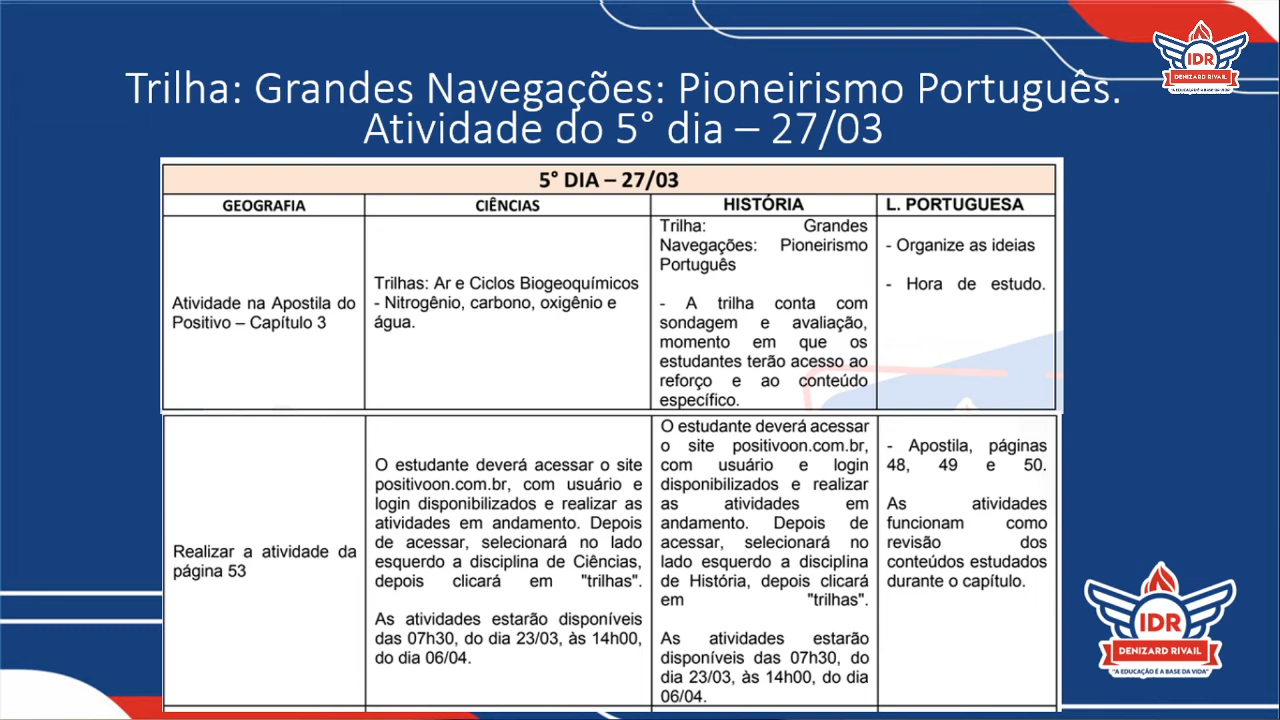 IDR
DENIZARD RIVAIL
"A EDUCAÇÃO É A BASE DA VIDA"
Trilha: Grandes Navegações: Pioneirismo Português.
Atividade do 5° dia – 27/03
5° DIA – 27/03
GEOGRAFIA
CIÊNCIAS
HISTÓRIA
L. PORTUGUESA
Atividade na Apostila do
Positivo – Capítulo 3
Trilhas: Ar e Ciclos Biogeoquímicos
- Nitrogênio, carbono, oxigênio e
água.
Trilha: Grandes
Navegações: Pioneirismo
Português
- A trilha conta com
sondagem e avaliação,
momento em que os
estudantes terão acesso ao
reforço e ao conteúdo
específico.
- Organize as ideias
- Hora de estudo.
Realizar a atividade da
página 53
O estudante deverá acessar o site
positivoon.com.br, com usuário e
login disponibilizados e realizar as
atividades em andamento. Depois
de acessar, selecionará no lado
esquerdo a disciplina de Ciências,
depois clicará em "trilhas".
As atividades estarão disponíveis
das 07h30, do dia 23/03, às 14h00,
do dia 06/04.
O estudante deverá acessar
o site positivoon.com.br,
com usuário e login
disponibilizados e realizar
as atividades em
andamento. Depois de
acessar, selecionará no
lado esquerdo a disciplina
de História, depois clicará
em "trilhas".
As atividades estarão
disponíveis das 07h30, do
dia 23/03, às 14h00, do dia
06/04.
- Apostila, páginas
48, 49 e 50.
As atividades
funcionam como
revisão dos
conteúdos estudados
durante o capítulo.
IDR
DENIZARD RIVAIL
"A EDUCAÇÃO É A BASE DA VIDA"